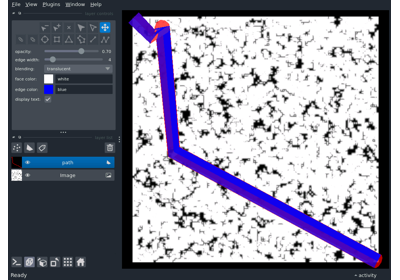 File View Plugins Window Help
opacity: 0.70
edge width: 4
blending: translucent
face color: white
edge color: blue
display text: ✓
path
Image
activity